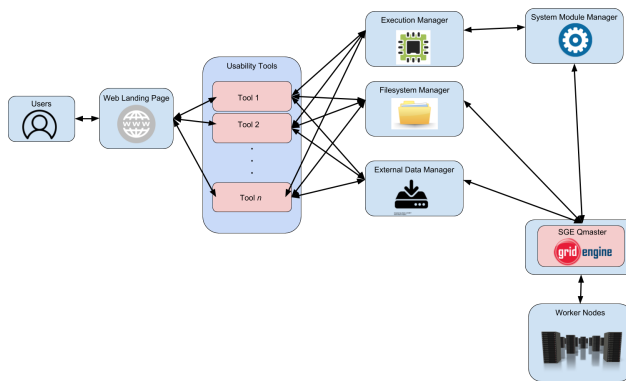 Users
Web Landing Page
WWW
Usability Tools
Tool 1
Tool 2
.
.
.
Tool n
Execution Manager
Filesystem Manager
External Data Manager
System Module Manager
SGE Qmaster
grid engine
Worker Nodes